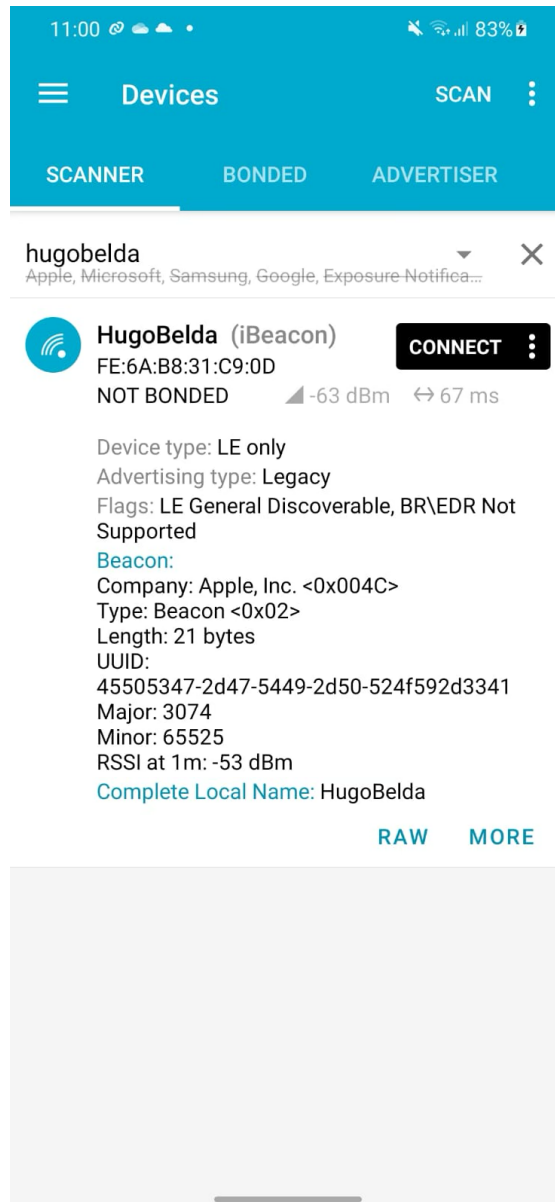 11:00
83%
Devices
SCAN
SCANNER
BONDED
ADVERTISER
hugobelda
Apple, Microsoft, Samsung, Google, Exposure Notifica...
HugoBelda (iBeacon)
CONNECT
FE:6A:B8:31:C9:0D
NOT BONDED
-63 dBm
67 ms
Device type: LE only
Advertising type: Legacy
Flags: LE General Discoverable, BR\EDR Not
Supported
Beacon:
Company: Apple, Inc. <0x004C>
Type: Beacon <0x02>
Length: 21 bytes
UUID:
45505347-2d47-5449-2d50-524f592d3341
Major: 3074
Minor: 65525
RSSI at 1m: -53 dBm
Complete Local Name: HugoBelda
RAW
MORE